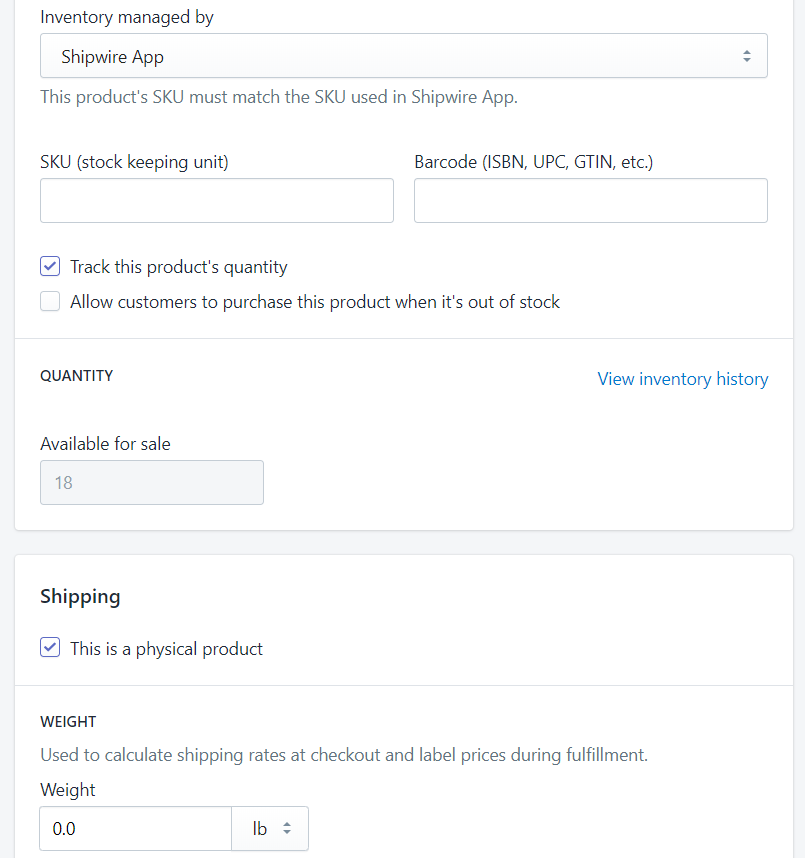 Inventory managed by
Shipwire App
This product's SKU must match the SKU used in Shipwire App.
SKU (stock keeping unit)
Barcode (ISBN, UPC, GTIN, etc.)
Track this product's quantity
Allow customers to purchase this product when it's out of stock
QUANTITY
View inventory history
Available for sale
18
Shipping
This is a physical product
WEIGHT
Used to calculate shipping rates at checkout and label prices during fulfillment.
Weight
0.0
lb